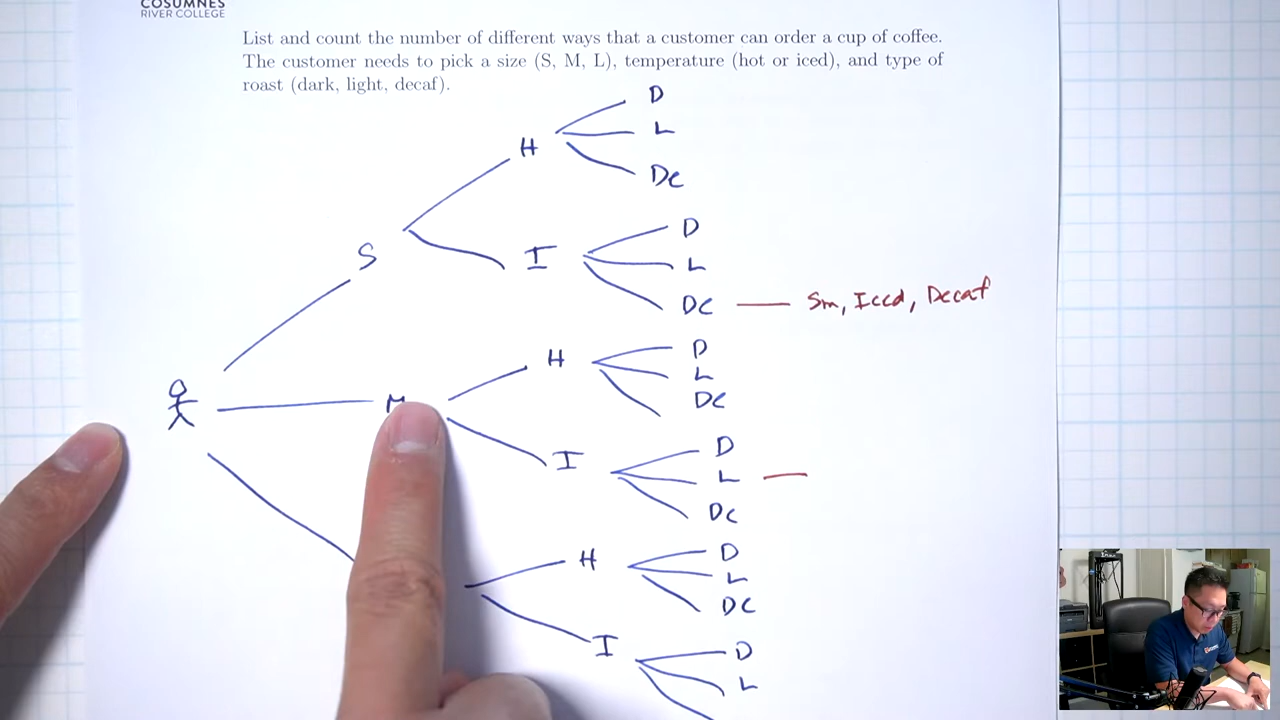 COSUMNES
RIVER COLLEGE
List and count the number of different ways that a customer can order a cup of coffee.
The customer needs to pick a size (S, M, L), temperature (hot or iced), and type of
roast (dark, light, decaf).
D
H
L
DC
S
D
I
L
DC
Sm, Iced, Decaf
D
H
L
DC
M
D
I
L
DC
H
D
L
DC
I
D
L